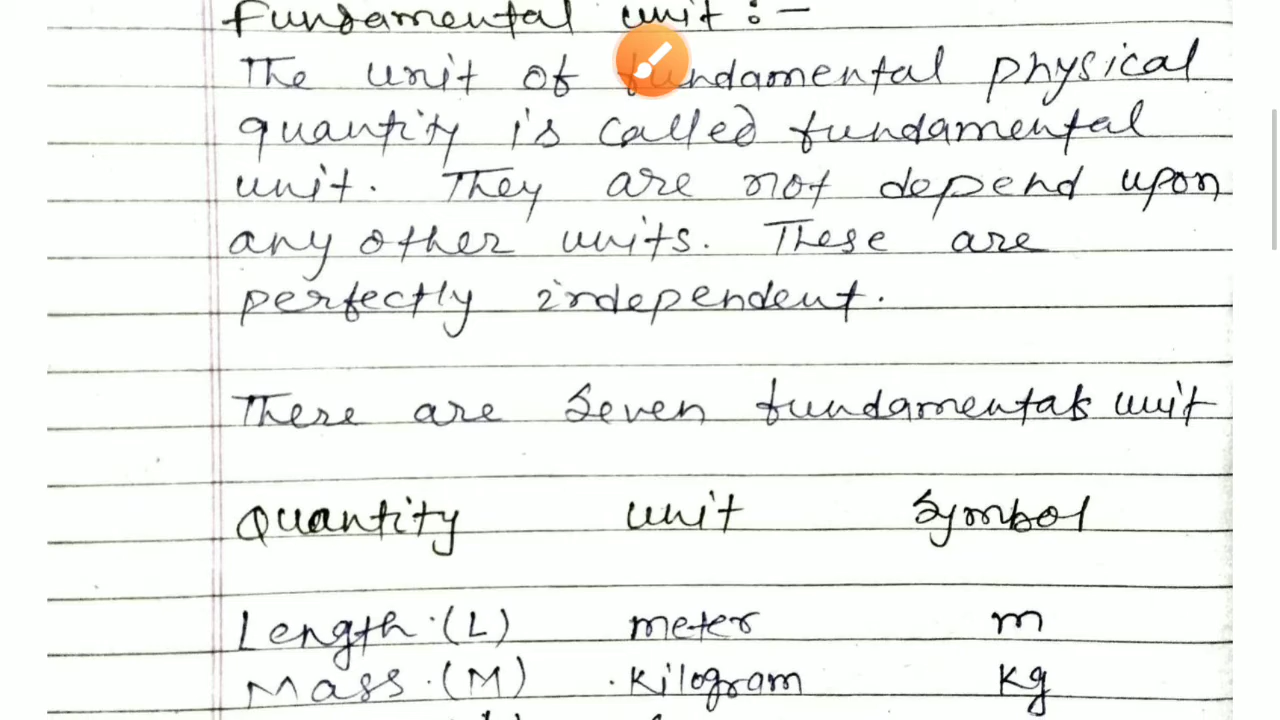 Fundamental unit :-
The unit of fundamental physical
quantity is called fundamental
unit. They are not depend upon
any other units. These are
perfectly independent.
There are Seven fundamentals unit
Quantity unit Symbol
Length (L) meter m
Mass (M) Kilogram Kg